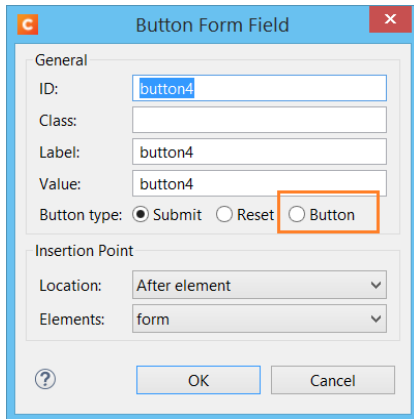 C Button Form Field x
General
ID: button4
Class:
Label: button4
Value: button4
Button type: Submit Reset Button
Insertion Point
Location: After element
Elements: form
? OK Cancel